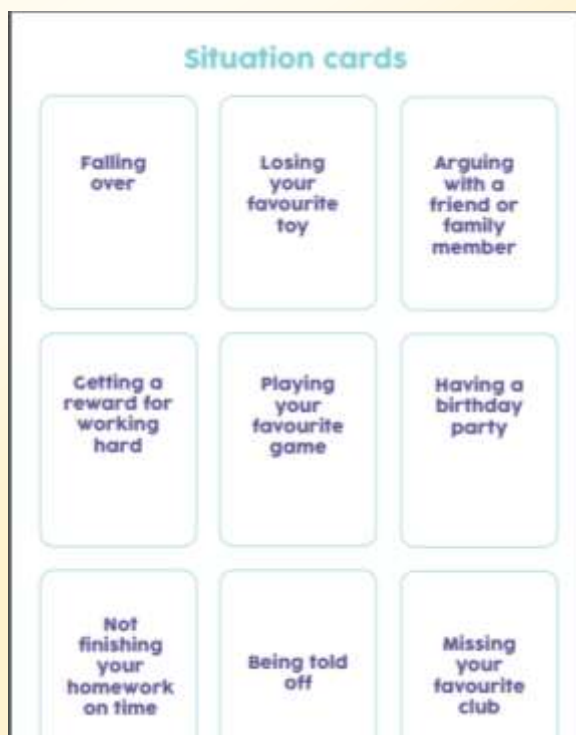 Situation cards
Falling
over
Losing
your
favourite
toy
Arguing
with a
friend or
family
member
Getting a
reward for
working
hard
Playing
your
favourite
game
Having a
birthday
party
Not
finishing
your
homework
on time
Being told
off
Missing
your
favourite
club